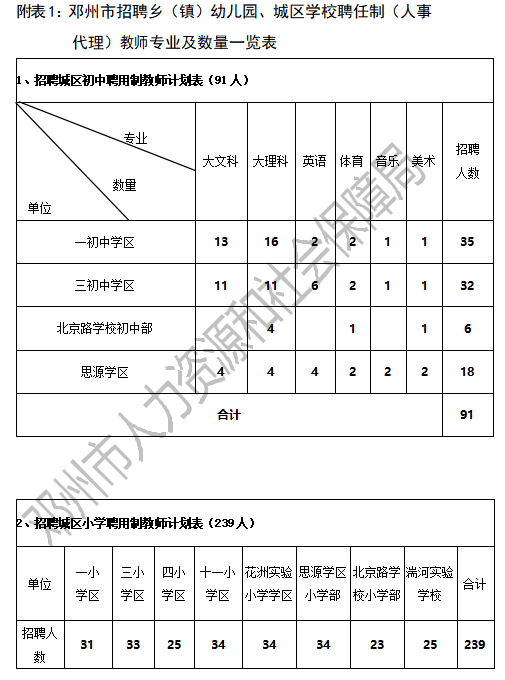 附表1：邓州市招聘乡（镇）幼儿园、城区学校聘任制（人事
代理）教师专业及数量一览表
1、招聘城区初中聘用制教师计划表（91人）
专业 数量 单位 大文科 大理科 英语 体育 音乐 美术 招聘人数
一初中学区 13 16 2 2 1 1 35
三初中学区 11 11 6 2 1 1 32
北京路学校初中部 4 1 1 6
思源学区 4 4 4 2 2 2 18
合计 91
2、招聘城区小学聘用制教师计划表（239人）
单位 一小学区 三小学区 四小学区 十一小学区 花洲实验小学学区 思源学区小学部 北京路学校小学部 湍河实验学校 合计
招聘人数 31 33 25 34 34 34 23 25 239
邓州市人力资源和社会保障局